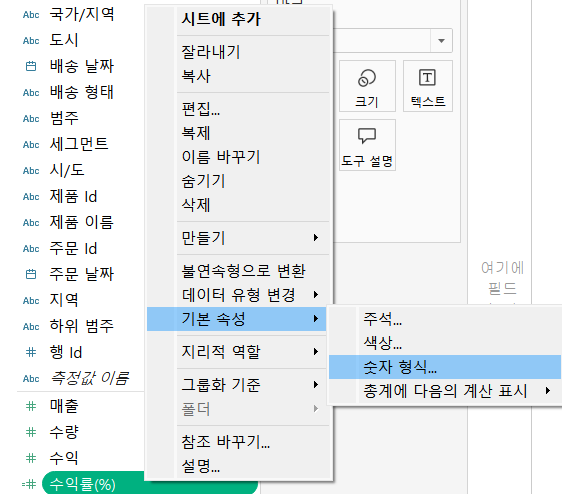 Abc 국가/지역
Abc 도시
배송 날짜
Abc 배송 형태
Abc 범주
Abc 세그먼트
Abc 시/도
Abc 제품 Id
Abc 제품 이름
Abc 주문 Id
주문 날짜
Abc 지역
Abc 하위 범주
# 행 Id
Abc 측정값 이름
# 매출
# 수량
# 수익
=# 수익률(%)
시트에 추가
잘라내기
복사
편집...
복제
이름 바꾸기
숨기기
삭제
만들기
불연속형으로 변환
데이터 유형 변경
기본 속성
지리적 역할
그룹화 기준
폴더
참조 바꾸기...
설명...
주석...
색상...
숫자 형식...
총계에 다음의 계산 표시
크기
T
텍스트
도구 설명
여기에
필드